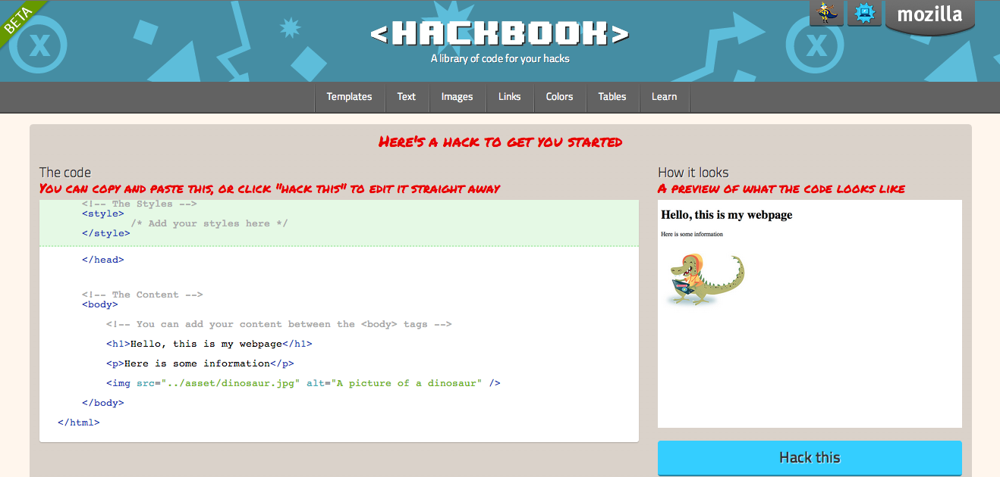 BETA
<HACKBOOK>
A library of code for your hacks
mozilla
X
X
Templates Text Images Links Colors Tables Learn
HERE'S A HACK TO GET YOU STARTED
The code
YOU CAN COPY AND PASTE THIS, OR CLICK "HACK THIS" TO EDIT IT STRAIGHT AWAY
<!-- The Styles -->
<style>
/* Add your styles here */
</style>
</head>
<!-- The Content -->
<body>
<!-- You can add your content between the <body> tags -->
<h1>Hello, this is my webpage</h1>
<p>Here is some information</p>
<img src="../asset/dinosaur.jpg" alt="A picture of a dinosaur" />
</body>
</html>
How it looks
A PREVIEW OF WHAT THE CODE LOOKS LIKE
Hello, this is my webpage
Here is some information
Hack this